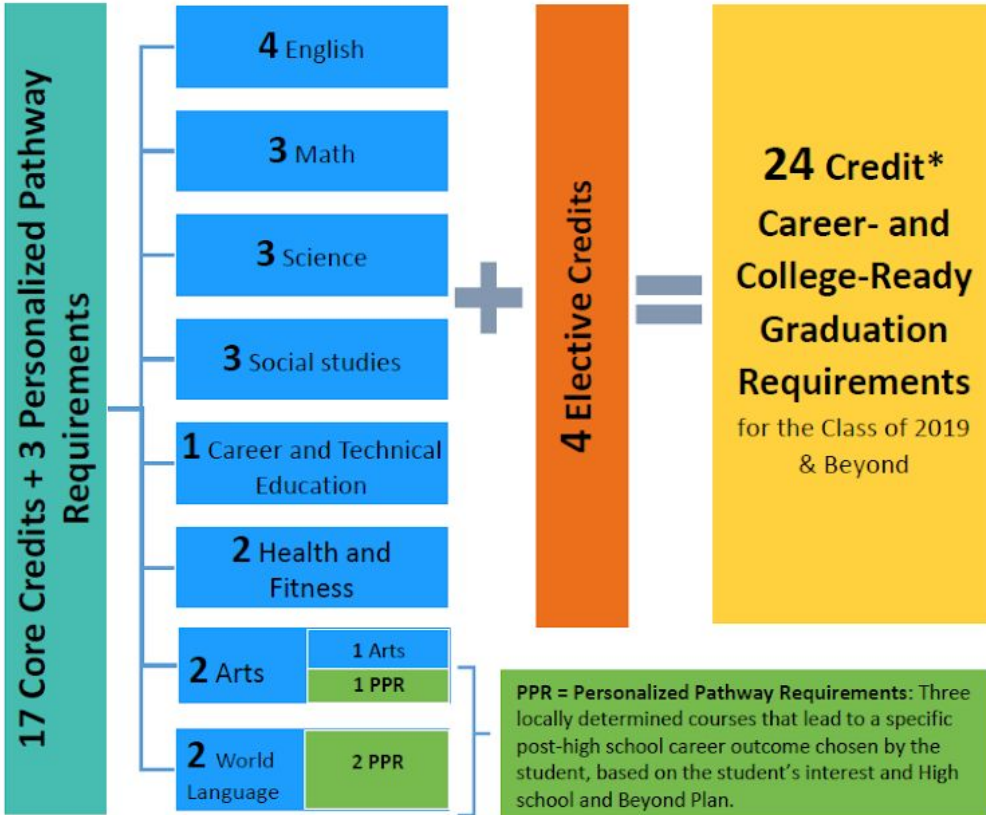 17 Core Credits + 3 Personalized Pathway
Requirements
4 English
3 Math
3 Science
3 Social studies
1 Career and Technical
Education
2 Health and
Fitness
2 Arts
1 Arts
1 PPR
2 World
Language
2 PPR
4 Elective Credits
24 Credit*
Career- and
College-Ready
Graduation
Requirements
for the Class of 2019
& Beyond
PPR = Personalized Pathway Requirements: Three
locally determined courses that lead to a specific
post-high school career outcome chosen by the
student, based on the student’s interest and High
school and Beyond Plan.